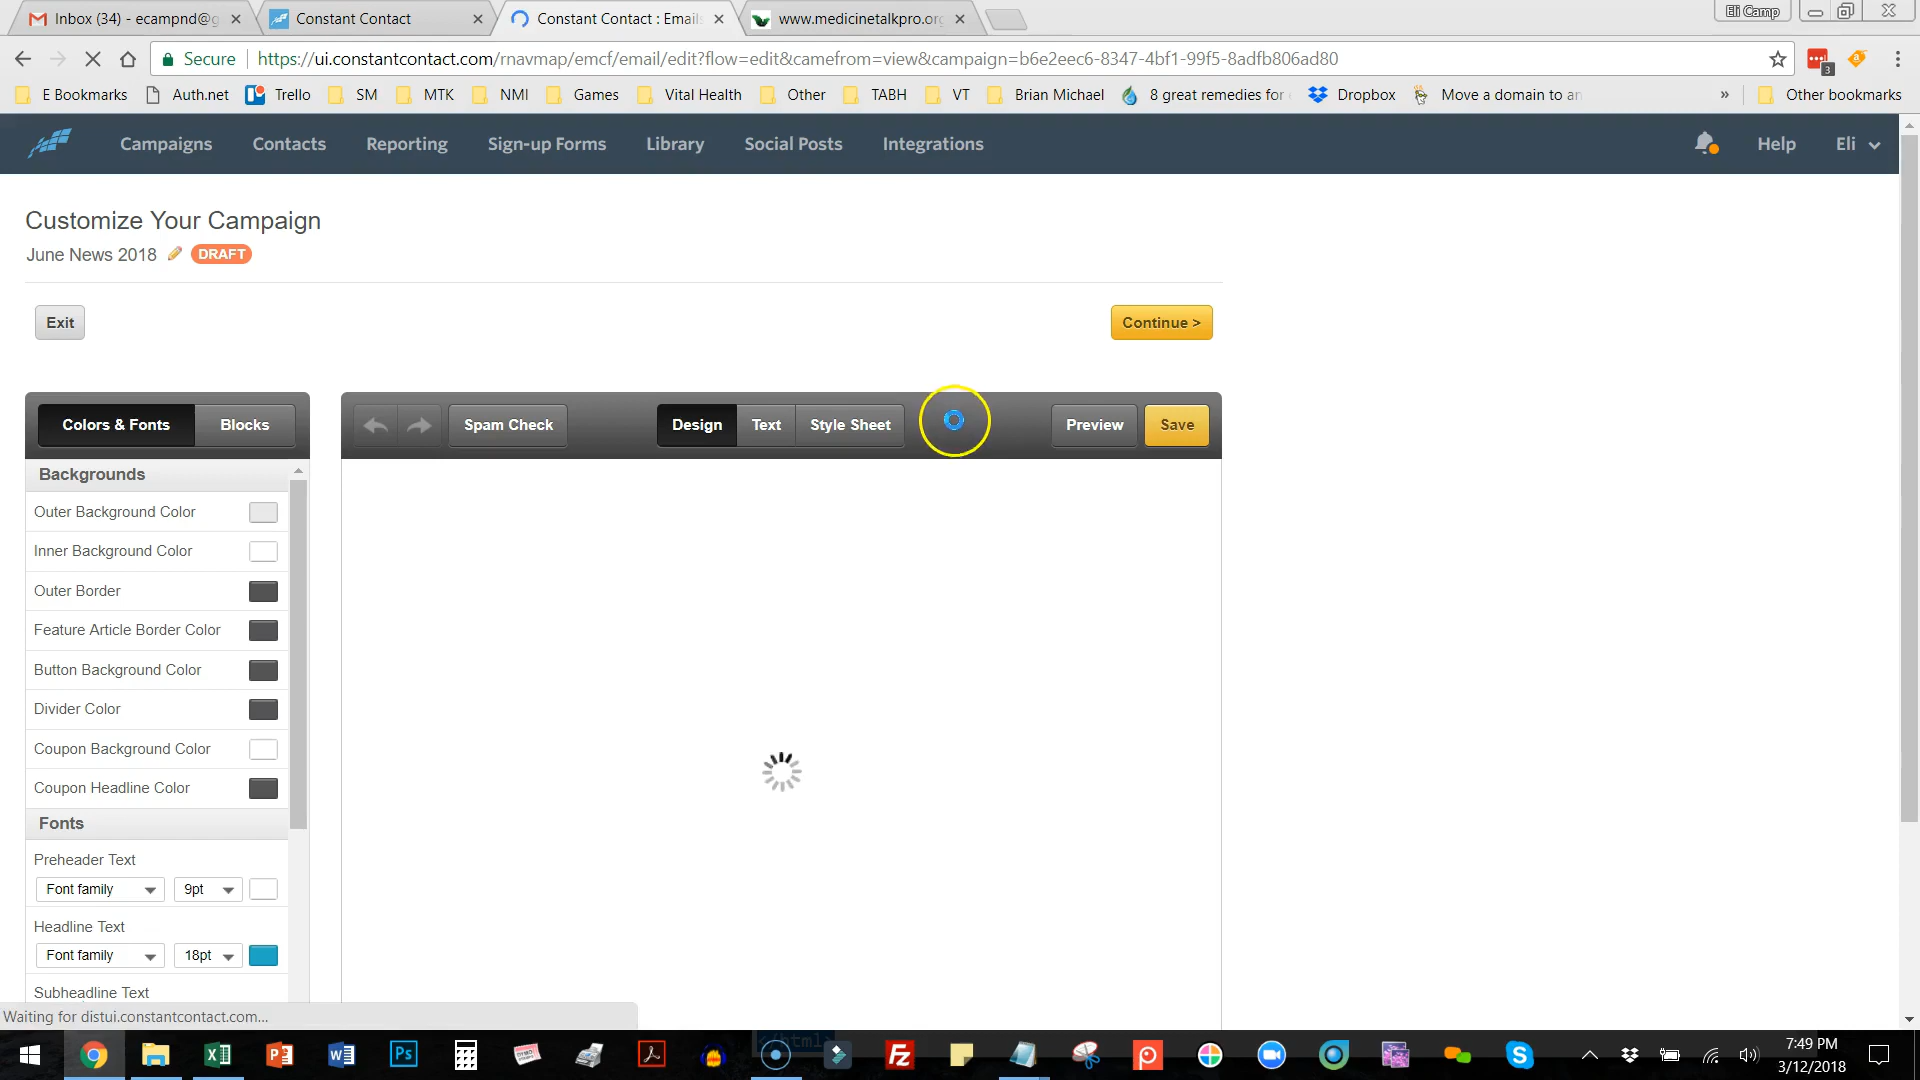 Inbox (34) - ecampnd@g
Constant Contact
Constant Contact : Emails
www.medicinetalkpro.org
Eli Camp
Secure
https://ui.constantcontact.com/rnavmap/emcf/email/edit?flow=edit&camefrom=view&campaign=b6e2eec6-8347-4bf1-99f5-8adfb806ad80
3
E Bookmarks
Auth.net
Trello
SM
MTK
NMI
Games
Vital Health
Other
TABH
VT
Brian Michael
8 great remedies for
Dropbox
Move a domain to an
»
Other bookmarks
Campaigns
Contacts
Reporting
Sign-up Forms
Library
Social Posts
Integrations
Help
Eli
Customize Your Campaign
June News 2018
DRAFT
Exit
Continue >
Colors & Fonts
Blocks
Spam Check
Design
Text
Style Sheet
Preview
Save
Backgrounds
Outer Background Color
Inner Background Color
Outer Border
Feature Article Border Color
Button Background Color
Divider Color
Coupon Background Color
Coupon Headline Color
Fonts
Preheader Text
Font family
9pt
Headline Text
Font family
18pt
Subheadline Text
Waiting for distui.constantcontact.com...
7:49 PM
3/12/2018